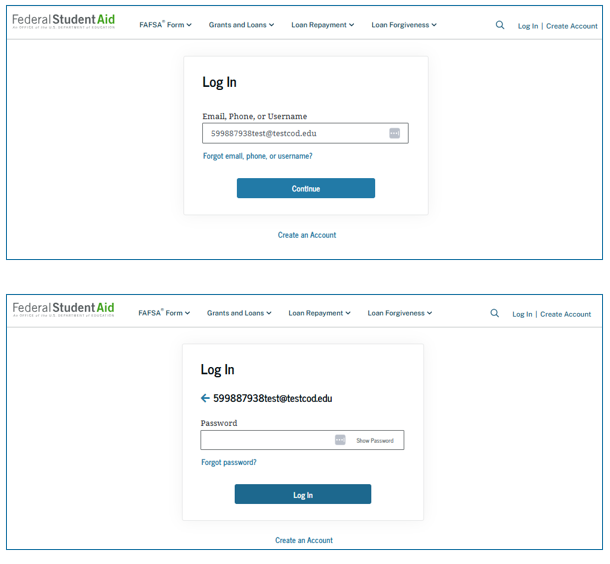 Federal Student Aid
FAFSA® Form Grants and Loans Loan Repayment Loan Forgiveness Log In | Create Account
An OFFICE of the U.S. DEPARTMENT of EDUCATION
Log In
Email, Phone, or Username
599887938test@testcod.edu
Forgot email, phone, or username?
Continue
Create an Account
Federal Student Aid
FAFSA® Form Grants and Loans Loan Repayment Loan Forgiveness Log In | Create Account
An OFFICE of the U.S. DEPARTMENT of EDUCATION
Log In
599887938test@testcod.edu
Password
Show Password
Forgot password?
Log In
Create an Account